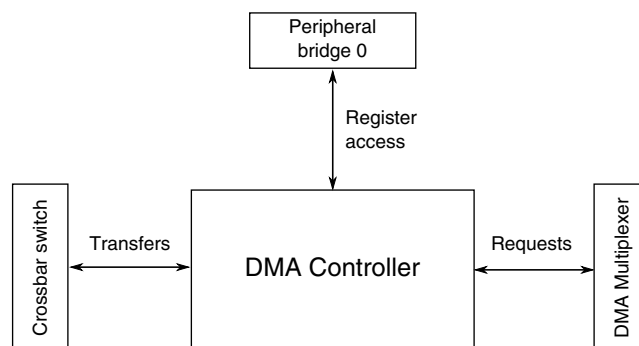 Peripheral
bridge 0
Register
access
Crossbar switch
Transfers
DMA Controller
Requests
DMA Multiplexer